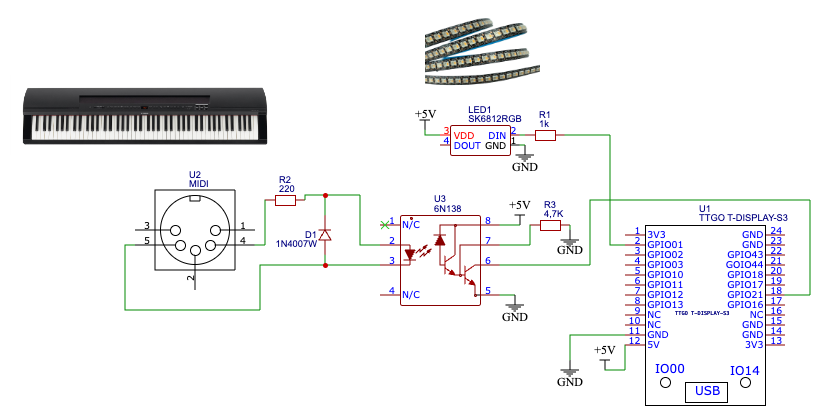 +5V
LED1
SK6812RGB
3 VDD DIN 2
4 DOUT GND 1
R1
1k
GND
U2
MIDI
3 1
5 4
2
R2
220
D1
1N4007W
U3
6N138
1 N/C 8
2 7
3 6
4 N/C 5
+5V
R3
4,7K
GND
GND
U1
TTGO T-DISPLAY-S3
1 3V3 GND 24
2 GPIO01 GND 23
3 GPIO02 GPIO43 22
4 GPIO03 GOIO44 21
5 GPIO10 GPIO18 20
6 GPIO11 GPIO17 19
7 GPIO12 GPIO21 18
8 GPIO13 GPIO16 17
9 NC TTGO T-DISPLAY-S3 NC 16
10 NC GND 15
11 GND GND 14
12 5V 3V3 13
+5V
GND
IO00 IO14
USB